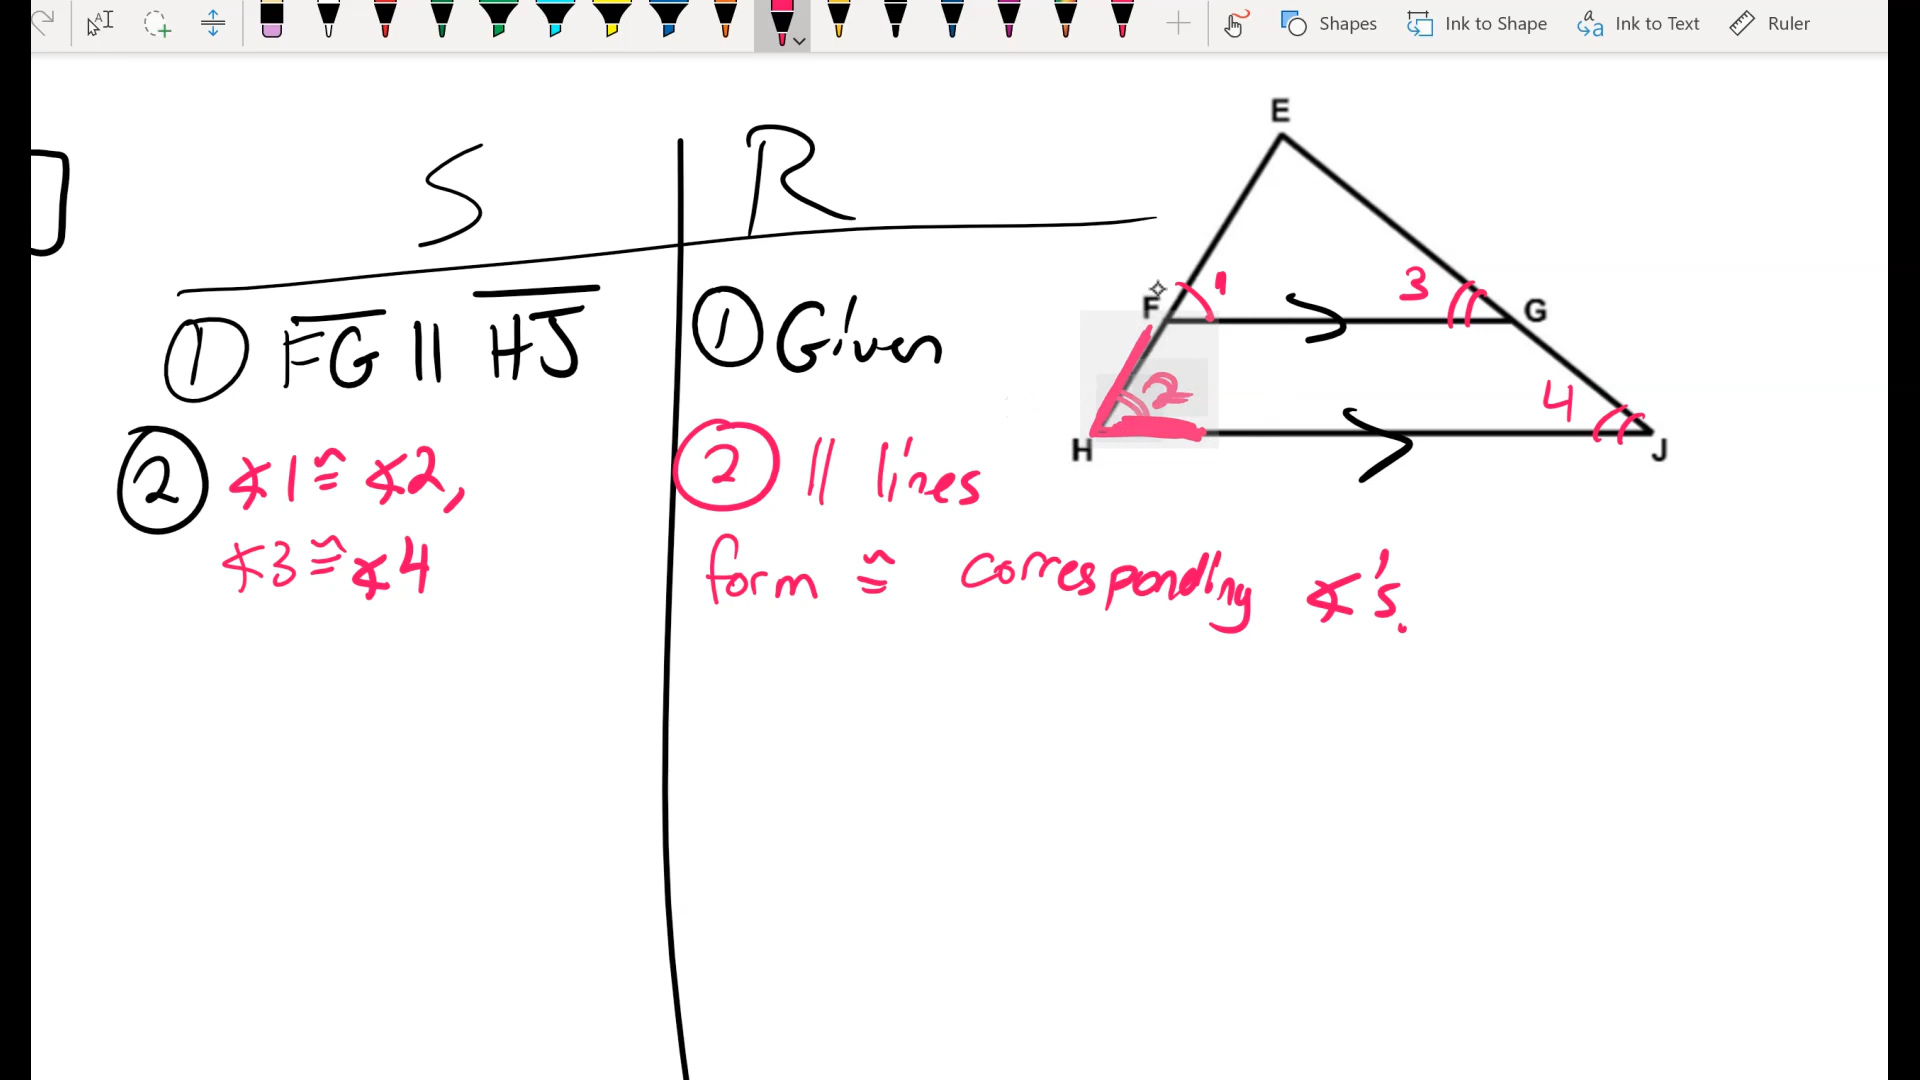 Shapes
Ink to Shape
Ink to Text
Ruler
S
R
① FG || HJ
① Given
② ∢1 ≅ ∢2,
∢3 ≅ ∢4
② || lines
form ≅ corresponding ∢'s.
E
F
1
3
G
2
4
H
J